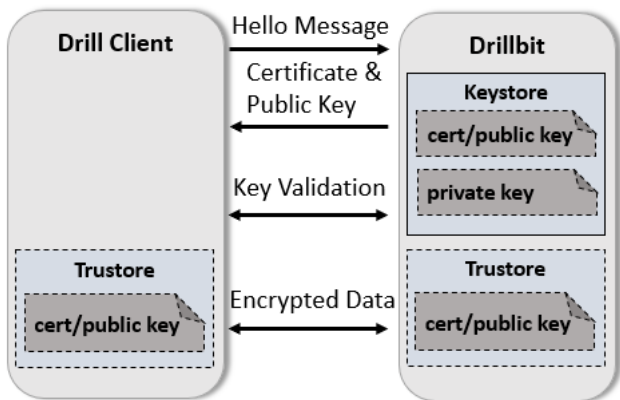 Drill Client
Hello Message
Drillbit
Certificate &
Public Key
Keystore
cert/public key
private key
Key Validation
Trustore
cert/public key
Encrypted Data
Trustore
cert/public key